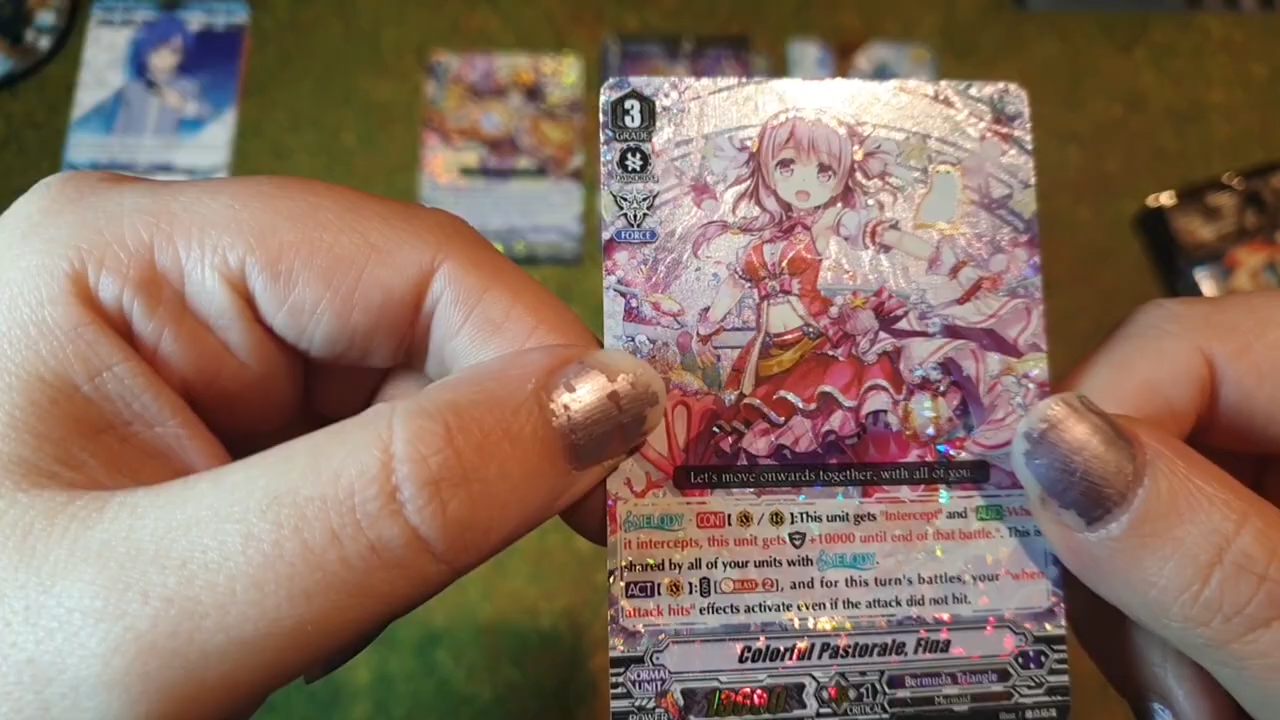 3
GRADE
TWINDRIVE
FORCE
Let's move onwards together, with all of you
MELODY - CONT [ / ]:This unit gets "Intercept" and "AUTO:
it intercepts, this unit gets +10000 until end of that battle.". This is
shared by all of your units with MELODY.
ACT [ ]:COST [S BLAST 2], and for this turn's battles, your "when
attack hits" effects activate even if the attack did not hit.
Colorful Pastorale, Fina
NORMAL
UNIT
Bermuda Triangle
Mermaid
POWER
13000
1
CRITICAL